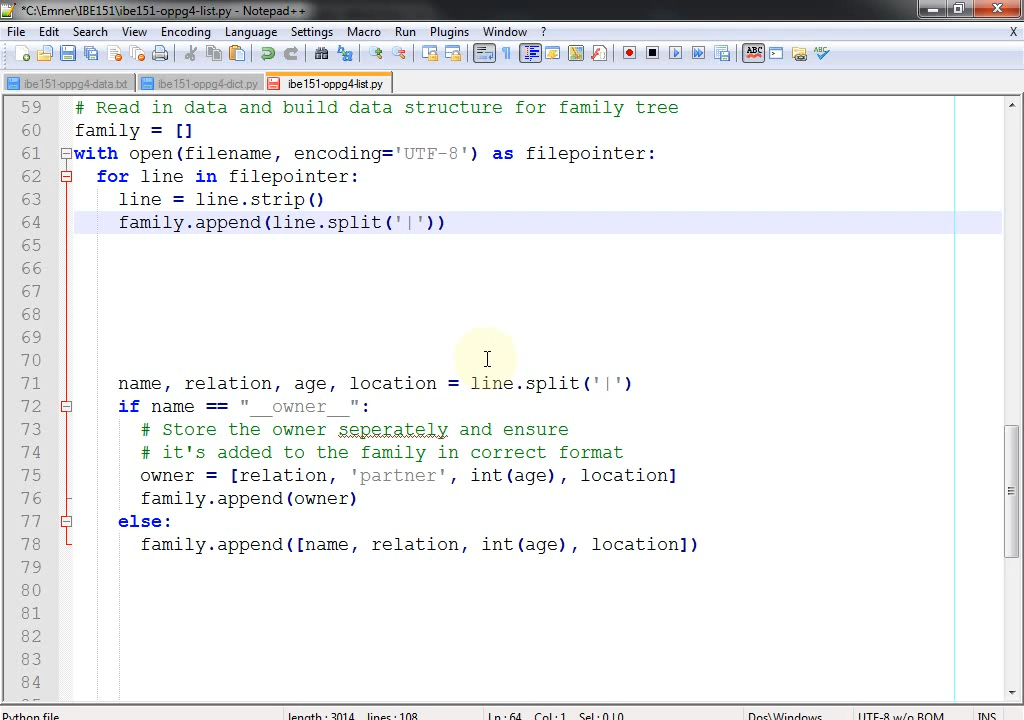 *C:\Emner\IBE151\ibe151-oppg4-list.py - Notepad++
File Edit Search View Encoding Language Settings Macro Run Plugins Window ? X
ibe151-oppg4-data.txt ibe151-oppg4-dict.py ibe151-oppg4-list.py
59 # Read in data and build data structure for family tree
60 family = []
61 with open(filename, encoding='UTF-8') as filepointer:
62   for line in filepointer:
63     line = line.strip()
64     family.append(line.split('|'))
65
66
67
68
69
70
71     name, relation, age, location = line.split('|')
72     if name == "__owner__":
73       # Store the owner seperately and ensure
74       # it's added to the family in correct format
75       owner = [relation, 'partner', int(age), location]
76       family.append(owner)
77     else:
78       family.append([name, relation, int(age), location])
79
80
81
82
83
84
Python file length : 3014 lines : 108 Ln : 64 Col : 1 Sel : 0 | 0 Dos\Windows UTF-8 w/o BOM INS